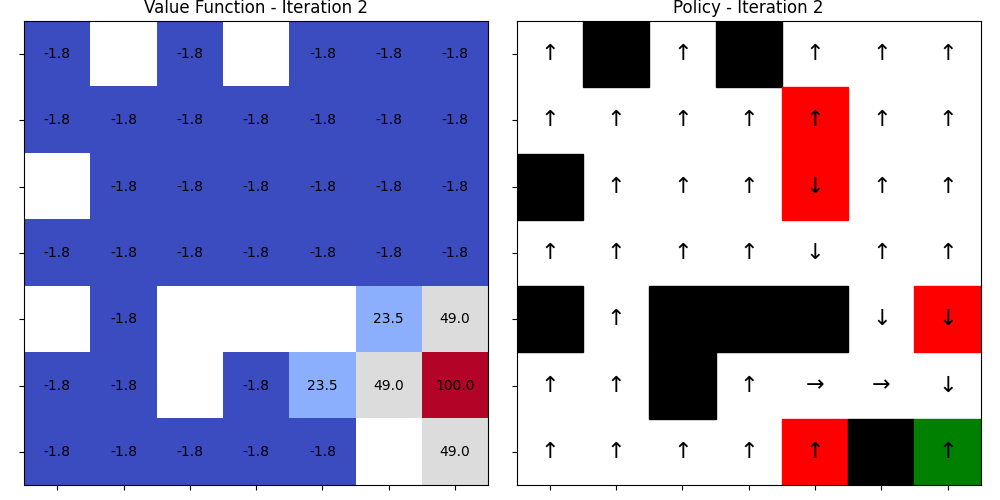 Value Function - Iteration 2
-1.8 -1.8 -1.8 -1.8 -1.8
-1.8 -1.8 -1.8 -1.8 -1.8 -1.8 -1.8
-1.8 -1.8 -1.8 -1.8 -1.8 -1.8
-1.8 -1.8 -1.8 -1.8 -1.8 -1.8 -1.8
-1.8 23.5 49.0
-1.8 -1.8 -1.8 23.5 49.0 100.0
-1.8 -1.8 -1.8 -1.8 -1.8 49.0
Policy - Iteration 2
↑ ↑ ↑ ↑ ↑
↑ ↑ ↑ ↑ ↑ ↑ ↑
↑ ↑ ↑ ↓ ↑ ↑
↑ ↑ ↑ ↑ ↓ ↑ ↑
↑ ↓ ↓
↑ ↑ ↑ → → ↓
↑ ↑ ↑ ↑ ↑ ↑